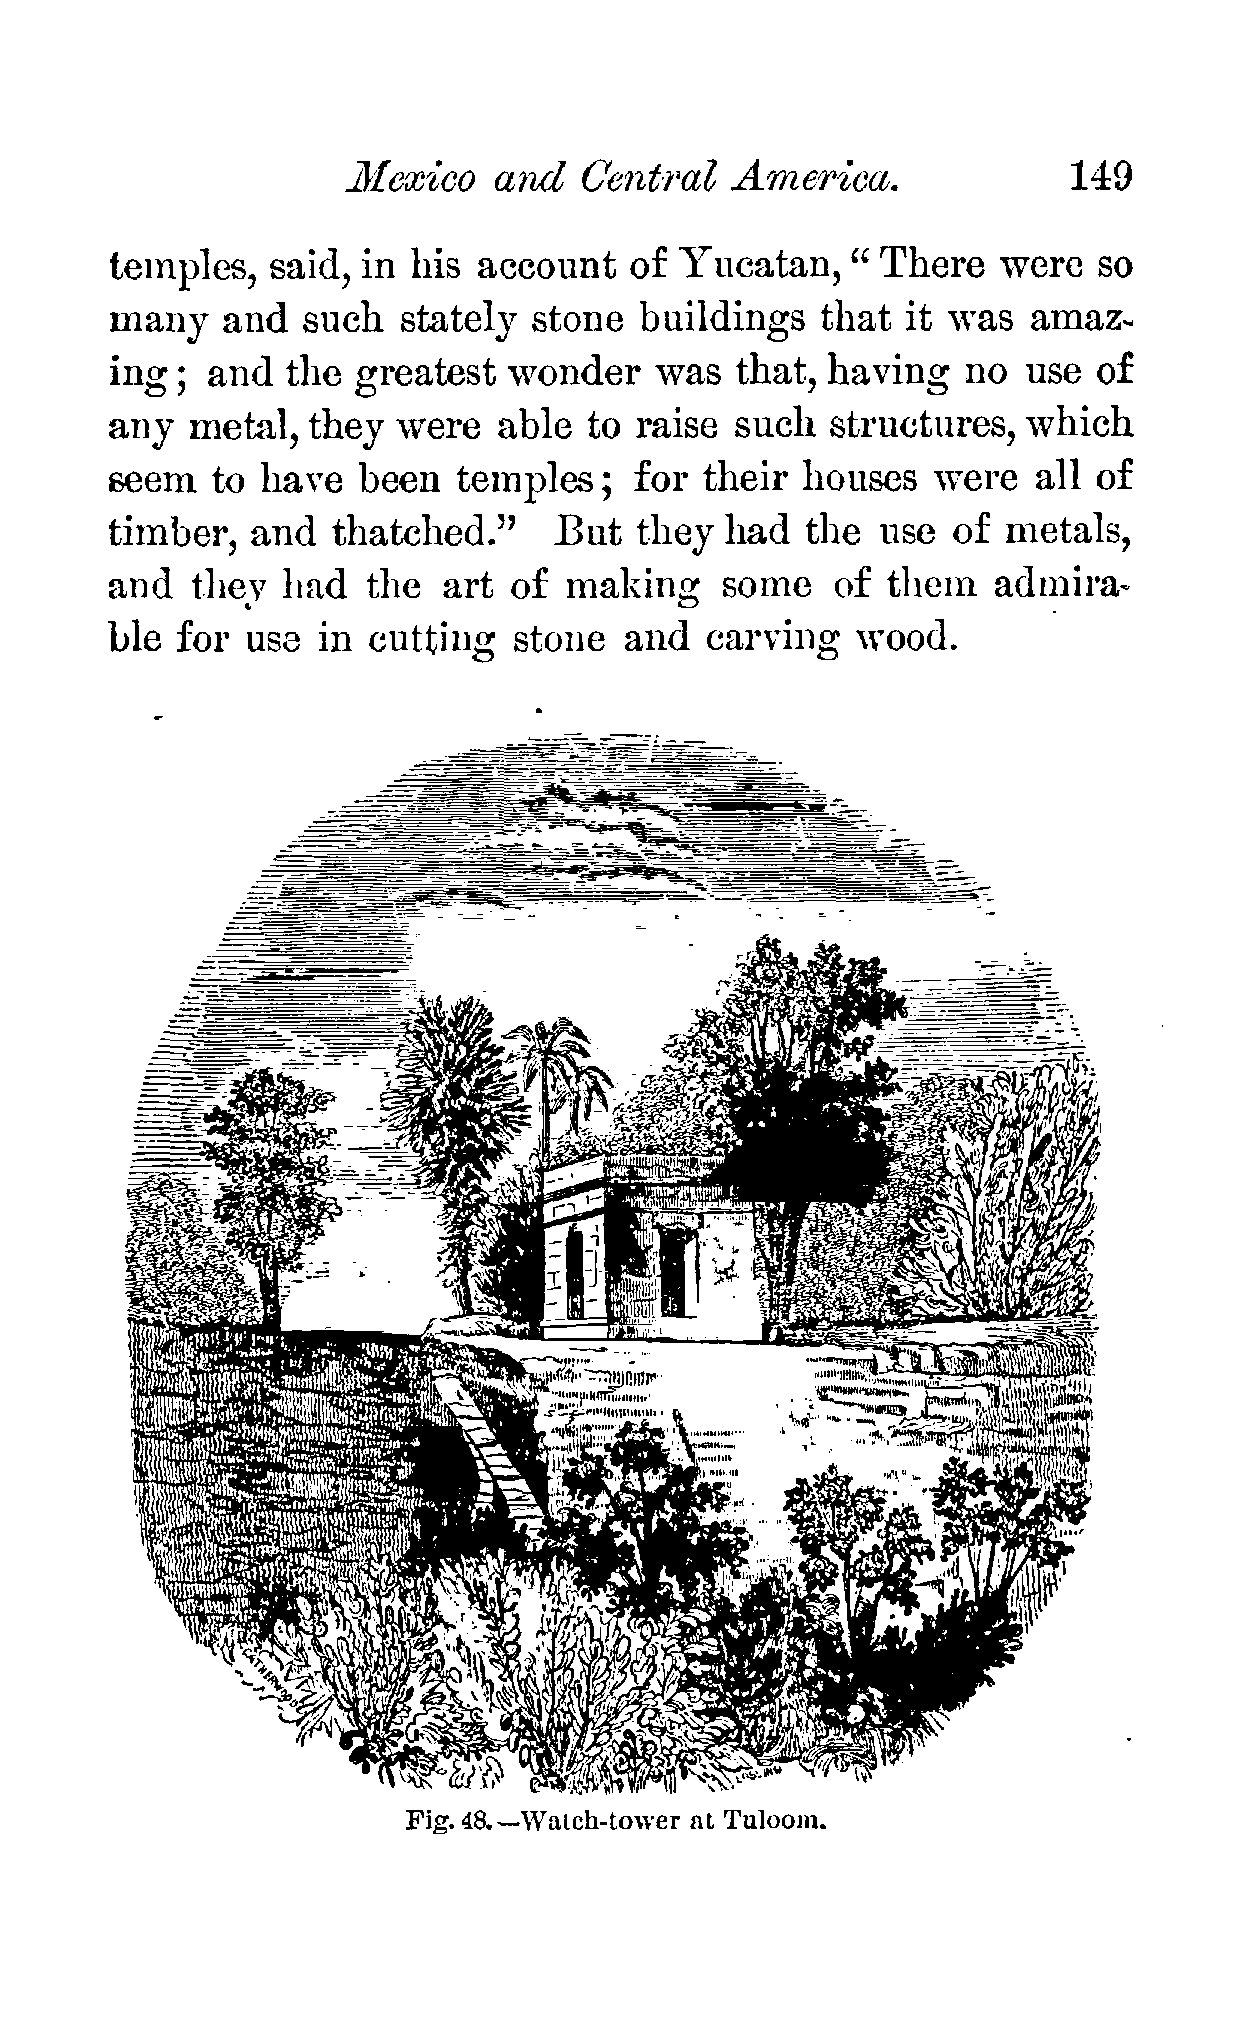 Mexico and Central America. 149
temples, said, in his account of Yucatan, “There were so
many and such stately stone buildings that it was amaz-
ing; and the greatest wonder was that, having no use of
any metal, they were able to raise such structures, which
seem to have been temples; for their houses were all of
timber, and thatched.” But they had the use of metals,
and they had the art of making some of them admira-
ble for use in cutting stone and carving wood.
CATHERWOOD
Fig. 48.—Watch-tower at Tuloom.